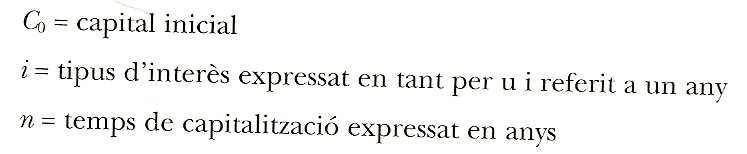 C₀ = capital inicial
i = tipus d'interès expressat en tant per u i referit a un any
n = temps de capitalització expressat en anys